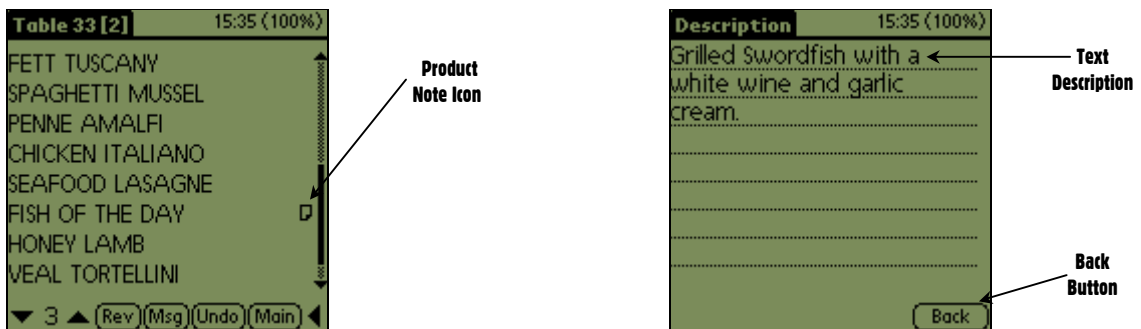 Table 33 [2] 15:35 (100%)
FETT TUSCANY
SPAGHETTI MUSSEL
PENNE AMALFI
CHICKEN ITALIANO
SEAFOOD LASAGNE
FISH OF THE DAY
HONEY LAMB
VEAL TORTELLINI
3 Rev Msg Undo Main
Product
Note Icon
Description 15:35 (100%)
Grilled Swordfish with a
white wine and garlic
cream.
Back
Text
Description
Back
Button